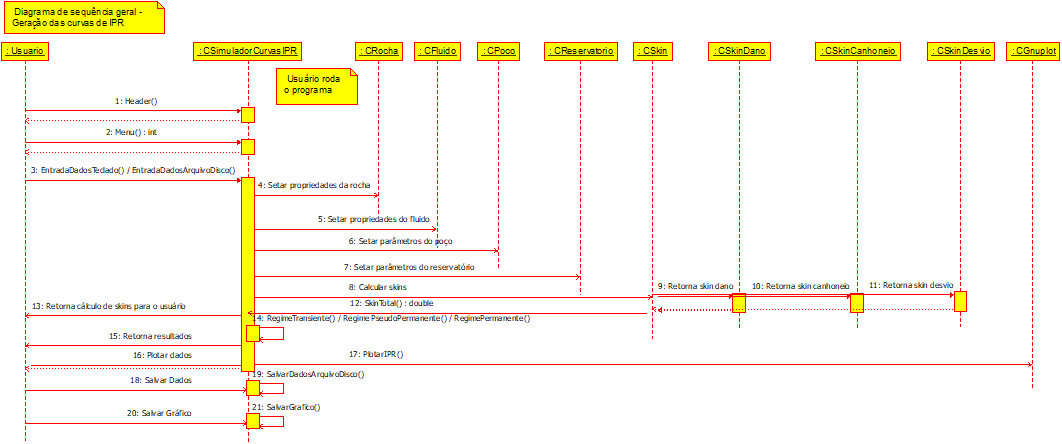 Diagrama de sequência geral -
Geração das curvas de IPR
: Usuario
: CSimuladorCurvasIPR
: CRocha
: CFluido
: CPoco
: CReservatorio
: CSkin
: CSkinDano
: CSkinCanhoneio
: CSkinDesvio
: CGnuplot
Usuário roda
o programa
1: Header()
2: Menu() : int
3: EntradaDadosTeclado() / EntradaDadosArquivoDisco()
4: Setar propriedades da rocha
5: Setar propriedades do fluido
6: Setar parâmetros do poço
7: Setar parâmetros do reservatório
8: Calcular skins
9: Retorna skin dano
10: Retorna skin canhoneio
11: Retorna skin desvio
12: SkinTotal() : double
13: Retorna cálculo de skins para o usuário
14: RegimeTransiente() / Regime PseudoPermanente() / RegimePermanente()
15: Retorna resultados
16: Plotar dados
17: PlotarIPR()
18: Salvar Dados
19: SalvarDadosArquivoDisco()
20: Salvar Gráfico
21: SalvarGrafico()